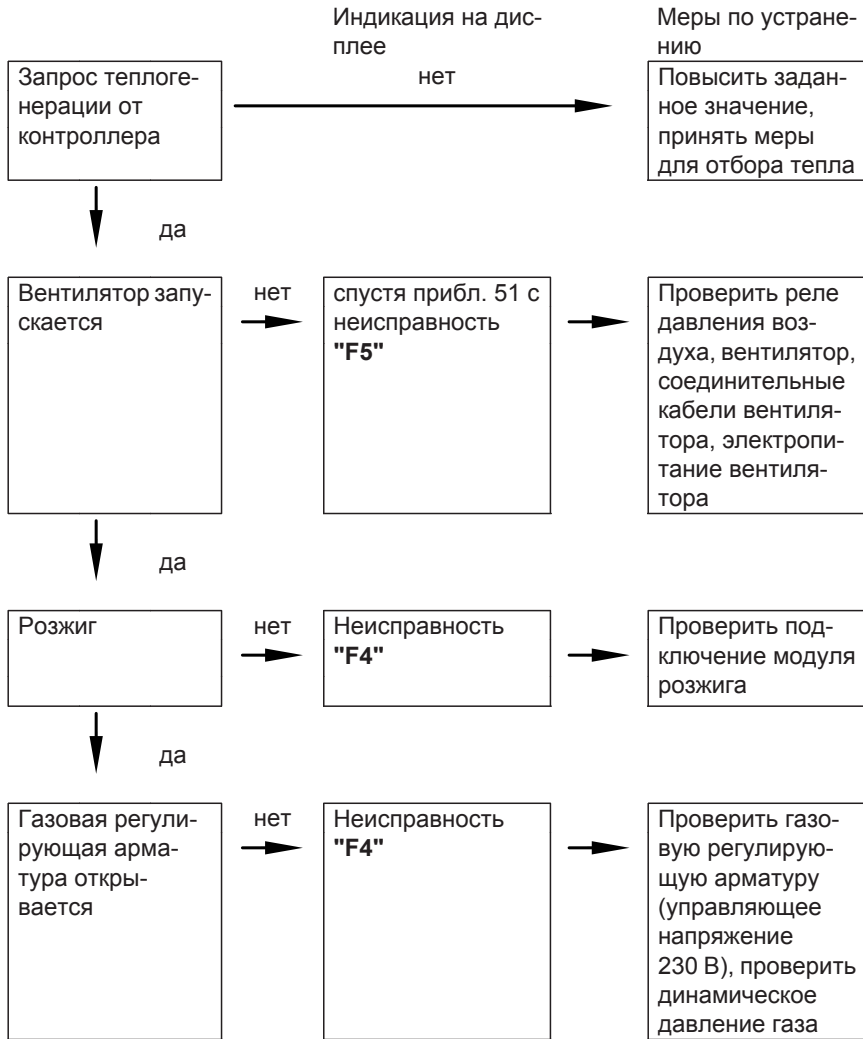 Индикация на дис-
плее
Меры по устране-
нию
Запрос теплоге-
нерации от
контроллера
нет
Повысить задан-
ное значение,
принять меры
для отбора тепла
да
Вентилятор запу-
скается
нет
спустя прибл. 51 с
неисправность
"F5"
Проверить реле
давления воз-
духа, вентилятор,
соединительные
кабели вентиля-
тора, электропи-
тание вентиля-
тора
да
Розжиг
нет
Неисправность
"F4"
Проверить под-
ключение модуля
розжига
да
Газовая регули-
рующая арма-
тура откры-
вается
нет
Неисправность
"F4"
Проверить газо-
вую регулирую-
щую арматуру
(управляющее
напряжение
230 В), проверить
динамическое
давление газа